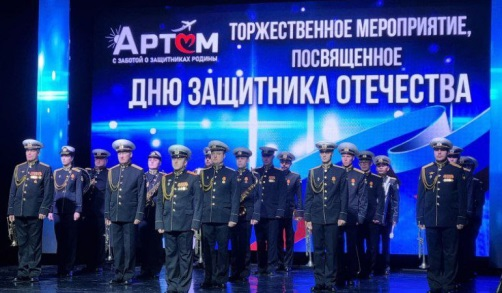 АРТЕМ
С ЗАБОТОЙ О ЗАЩИТНИКАХ РОДИНЫ
ТОРЖЕСТВЕННОЕ МЕРОПРИЯТИЕ,
ПОСВЯЩЕННОЕ
ДНЮ ЗАЩИТНИКА ОТЕЧЕСТВА